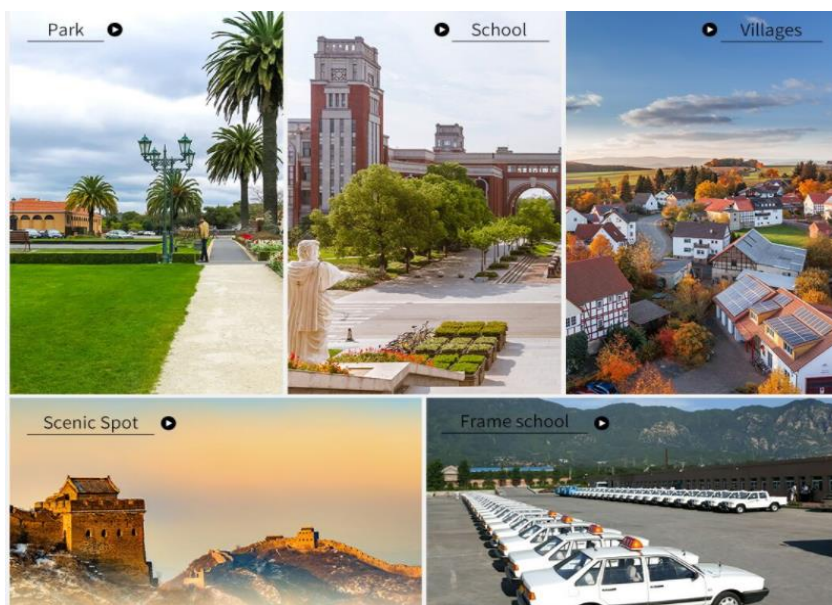 Park
School
Villages
Scenic Spot
Frame school